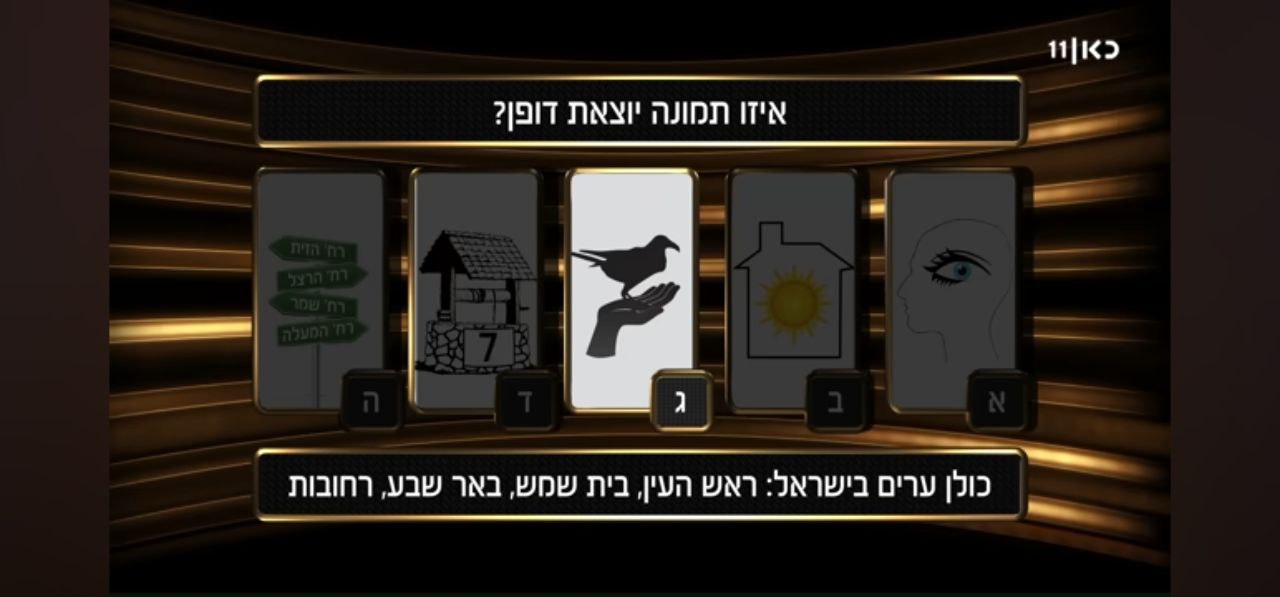 כאן|11
איזו תמונה יוצאת דופן?
רח' הזית
רח' הרצל
רח' שמר
רח' המעלה
7
א
ב
ג
ד
ה
כולן ערים בישראל: ראש העין, בית שמש, באר שבע, רחובות